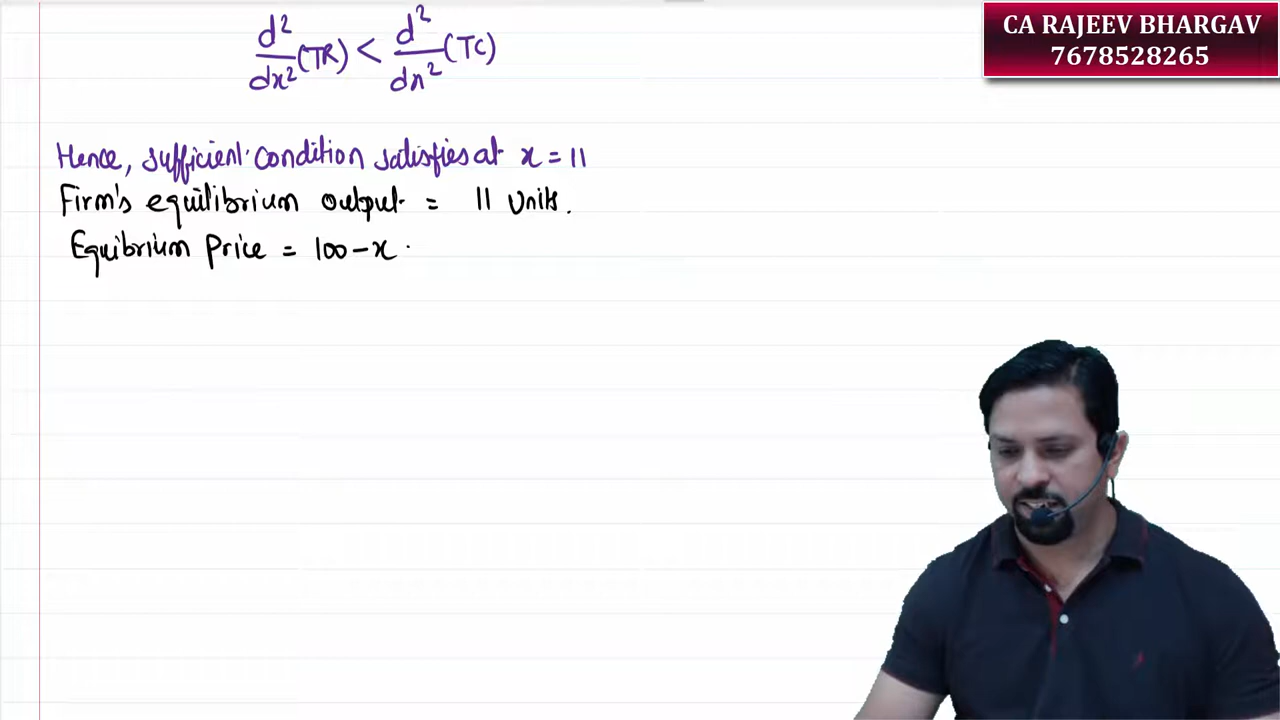 d²/dx² (TR) < d²/dn² (TC)
CA RAJEEV BHARGAV
7678528265
Hence, sufficient condition satisfies at x = 11
Firm's equilibrium output = 11 units.
Equibrium Price = 100 - x